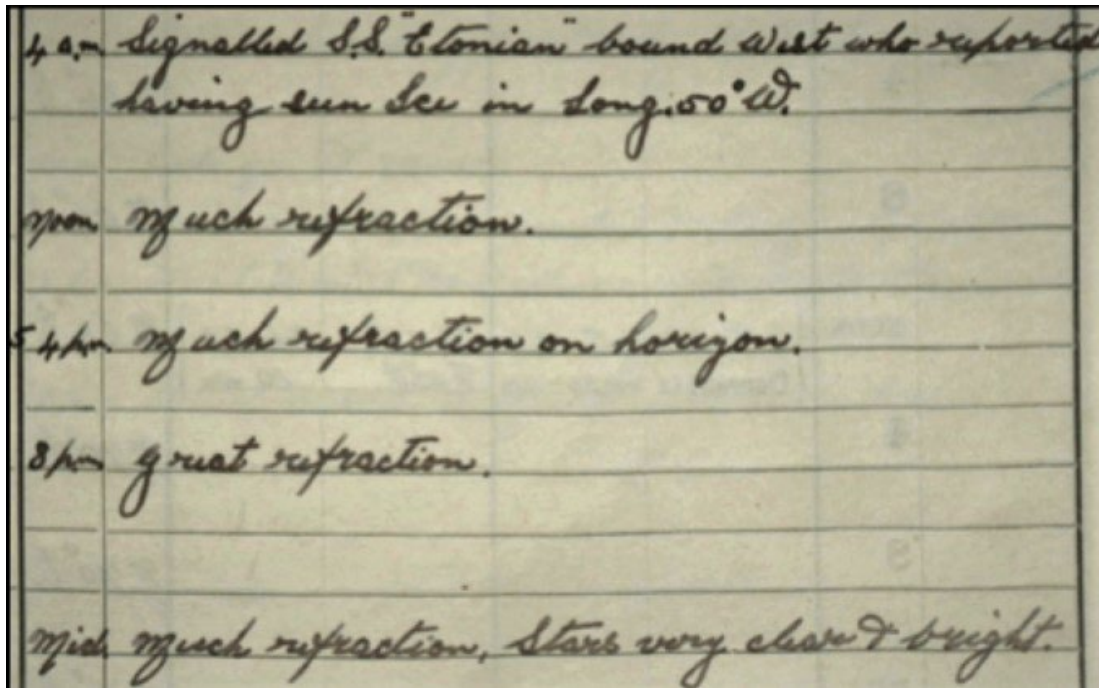 4 a.m. Signalled S.S. "Etonian" bound West who reported
having seen Ice in Long. 50° W.
Noon Much refraction.
4 p.m. Much refraction on horizon.
8 p.m. Great refraction.
Mid. Much refraction, Stars very clear & bright.